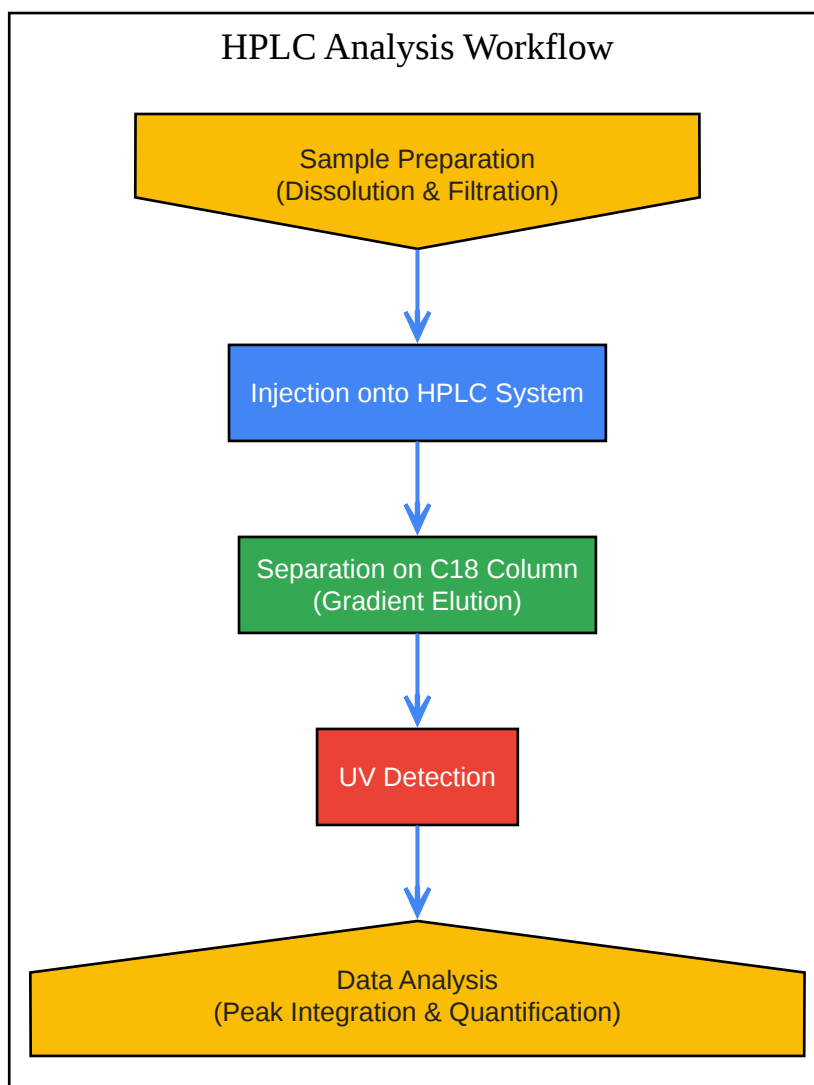 HPLC Analysis Workflow
Sample Preparation
(Dissolution & Filtration)
Injection onto HPLC System
Separation on C18 Column
(Gradient Elution)
UV Detection
Data Analysis
(Peak Integration & Quantification)